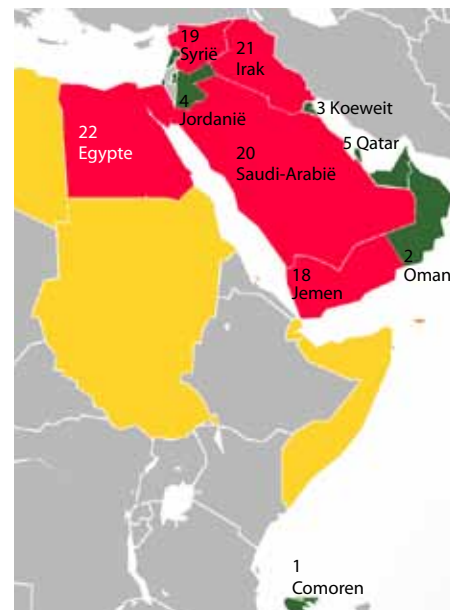 19
Syrië
21
Irak
4
Jordanië
3 Koeweit
22
Egypte
5 Qatar
20
Saudi-Arabië
2
Oman
18
Jemen
1
Comoren